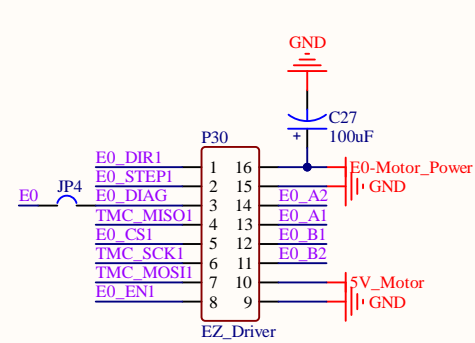 GND
C27
+
100uF
P30
E0_DIR1 1 16 E0-Motor_Power
E0_STEP1 2 15 GND
E0 JP4 E0_DIAG 3 14 E0_A2
TMC_MISO1 4 13 E0_A1
E0_CS1 5 12 E0_B1
TMC_SCK1 6 11 E0_B2
TMC_MOSI1 7 10 5V_Motor
E0_EN1 8 9 GND
EZ_Driver